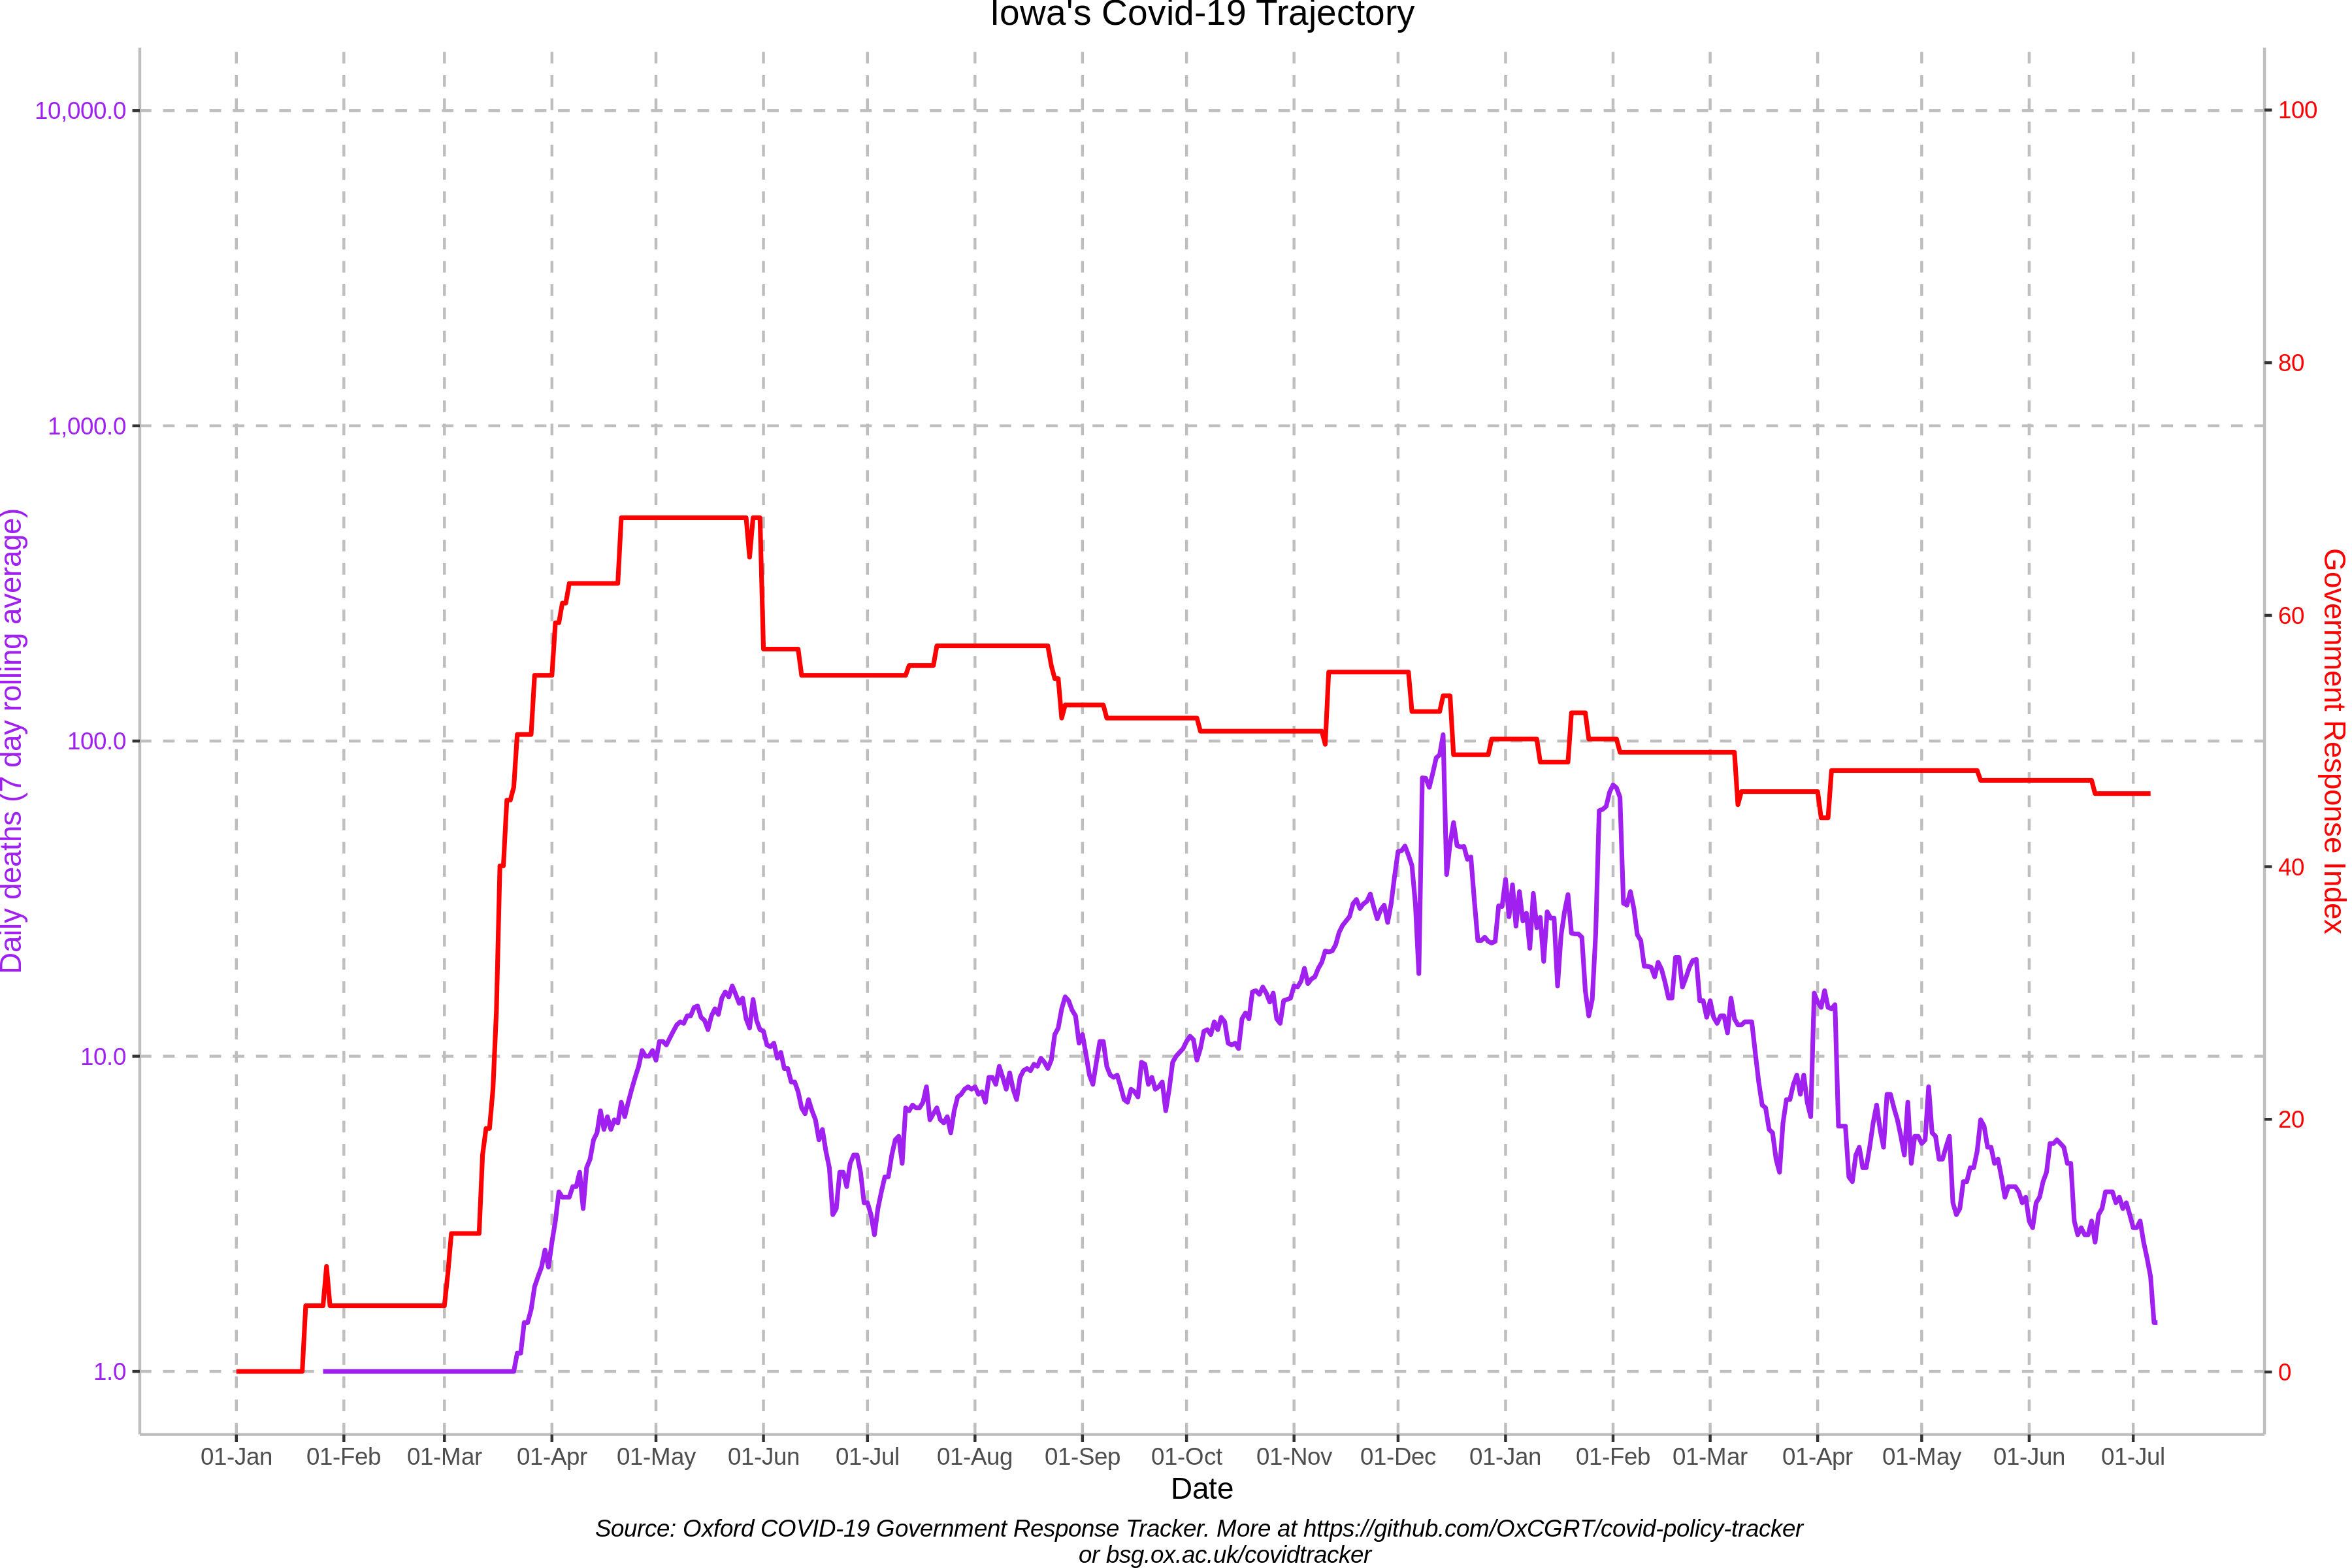 Iowa's Covid-19 Trajectory
10,000.0
1,000.0
100.0
10.0
1.0
Daily deaths (7 day rolling average)
100
80
60
40
20
0
Government Response Index
01-Jan 01-Feb 01-Mar 01-Apr 01-May 01-Jun 01-Jul 01-Aug 01-Sep 01-Oct 01-Nov 01-Dec 01-Jan 01-Feb 01-Mar 01-Apr 01-May 01-Jun 01-Jul
Date
Source: Oxford COVID-19 Government Response Tracker. More at https://github.com/OxCGRT/covid-policy-tracker
or bsg.ox.ac.uk/covidtracker